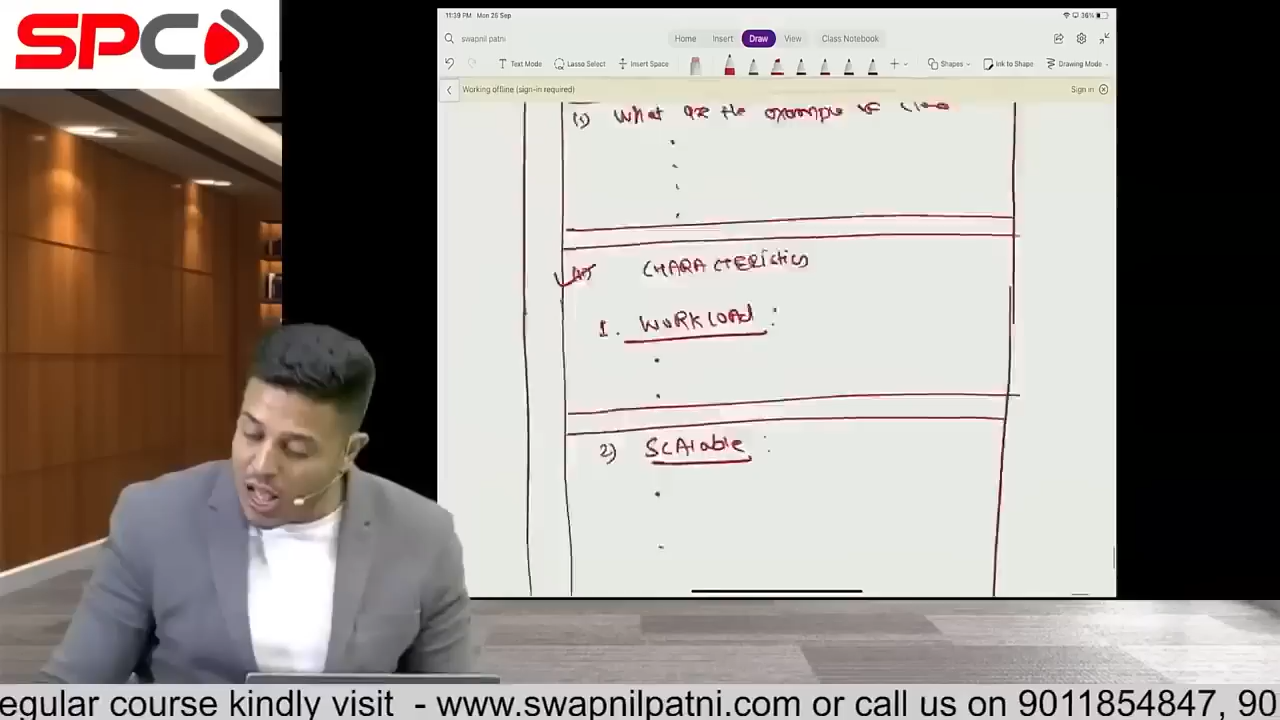 SPC
11:39 PM Mon 26 Sep
36%
swapnil patni
Home Insert Draw View Class Notebook
Text Mode Lasso Select Insert Space Shapes Ink to Shape Drawing Mode
Working offline (sign-in required) Sign in
What are the example of
CHARACTERistics
1. WORKLOAD :
2) SCAlable :
egular course kindly visit - www.swapnilpatni.com or call us on 9011854847, 90